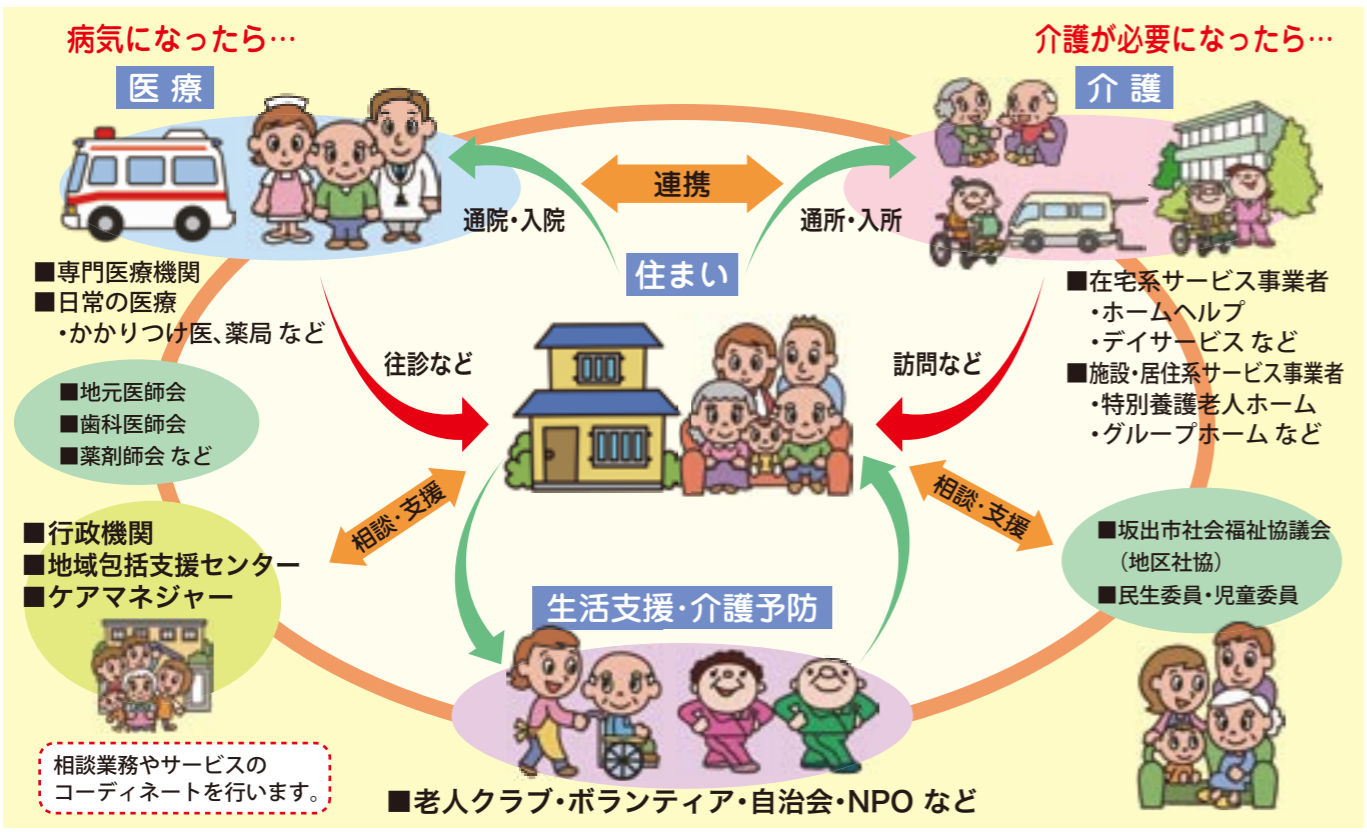 病気になったら…
介護が必要になったら…
医 療
介 護
連携
通院・入院
通所・入所
住まい
■専門医療機関
■日常の医療
・かかりつけ医、薬局 など
■在宅系サービス事業者
・ホームヘルプ
・デイサービス など
■施設・居住系サービス事業者
・特別養護老人ホーム
・グループホーム など
往診など
訪問など
■地元医師会
■歯科医師会
■薬剤師会 など
相談・支援
相談・支援
■行政機関
■地域包括支援センター
■ケアマネジャー
■坂出市社会福祉協議会
（地区社協）
■民生委員・児童委員
生活支援・介護予防
相談業務やサービスの
コーディネートを行います。
■老人クラブ・ボランティア・自治会・NPO など